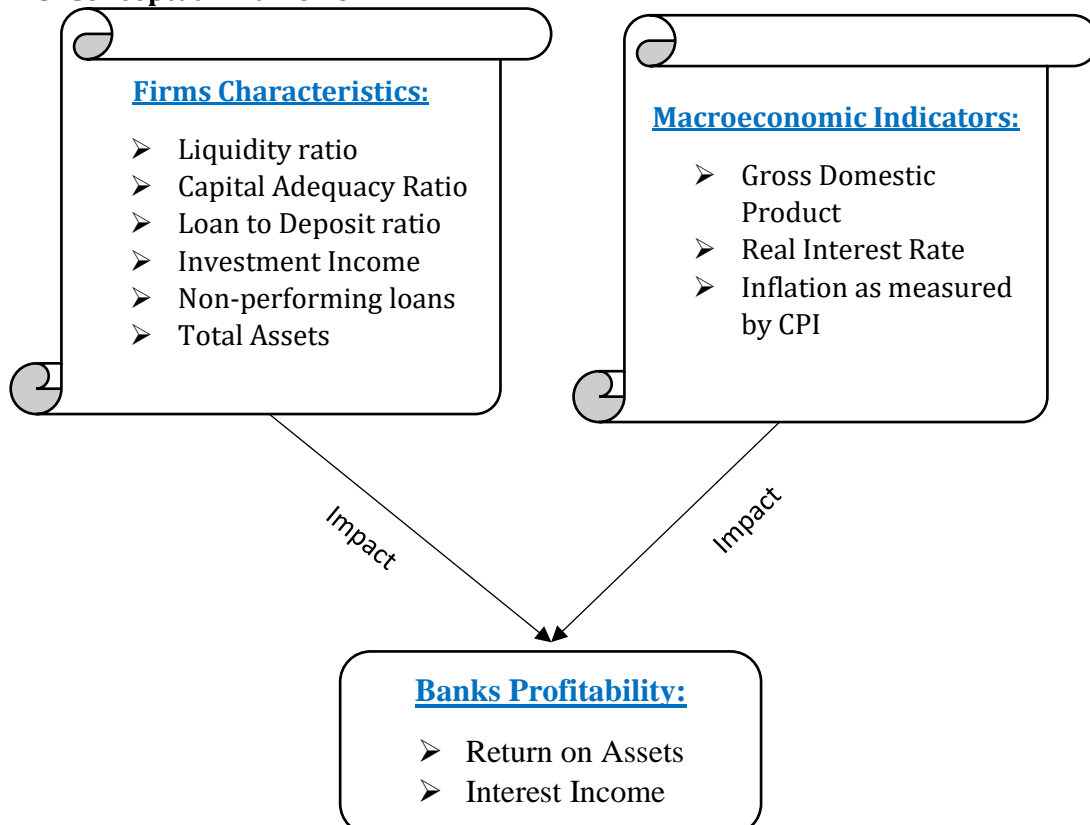 Firms Characteristics:
➢ Liquidity ratio
➢ Capital Adequacy Ratio
➢ Loan to Deposit ratio
➢ Investment Income
➢ Non-performing loans
➢ Total Assets
Macroeconomic Indicators:
➢ Gross Domestic
Product
➢ Real Interest Rate
➢ Inflation as measured
by CPI
Impact
Impact
Banks Profitability:
➢ Return on Assets
➢ Interest Income